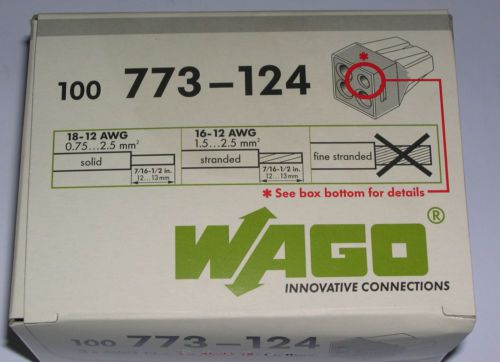 100 773-124
*
18-12 AWG
0.75...2.5 mm²
solid
7/16-1/2 in.
12...13 mm
16-12 AWG
1.5...2.5 mm²
stranded
7/16-1/2 in.
12...13 mm
fine stranded
* See box bottom for details
WAGO®
INNOVATIVE CONNECTIONS
100 773-124